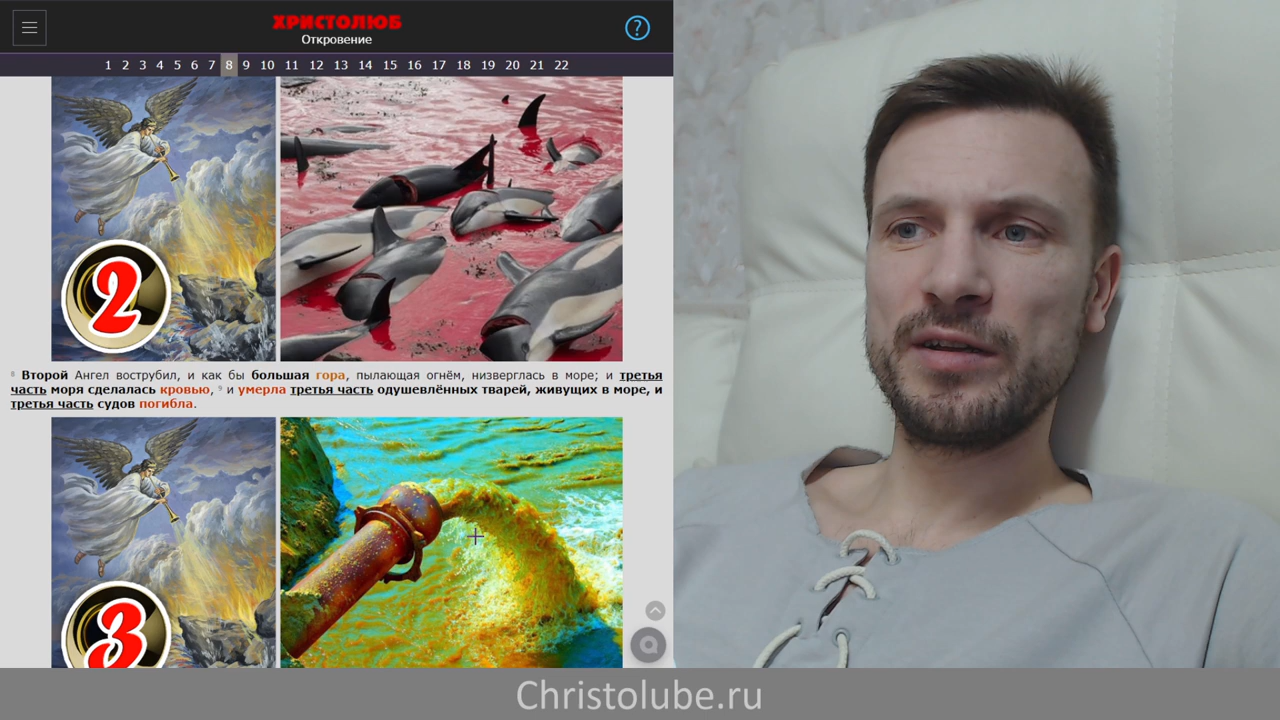 ХРИСТОЛЮБ
Откровение
1 2 3 4 5 6 7 8 9 10 11 12 13 14 15 16 17 18 19 20 21 22
2
8 Второй Ангел вострубил, и как бы большая гора, пылающая огнём, низверглась в море; и третья
часть моря сделалась кровью, 9 и умерла третья часть одушевлённых тварей, живущих в море, и
третья часть судов погибла.
3
Christolube.ru